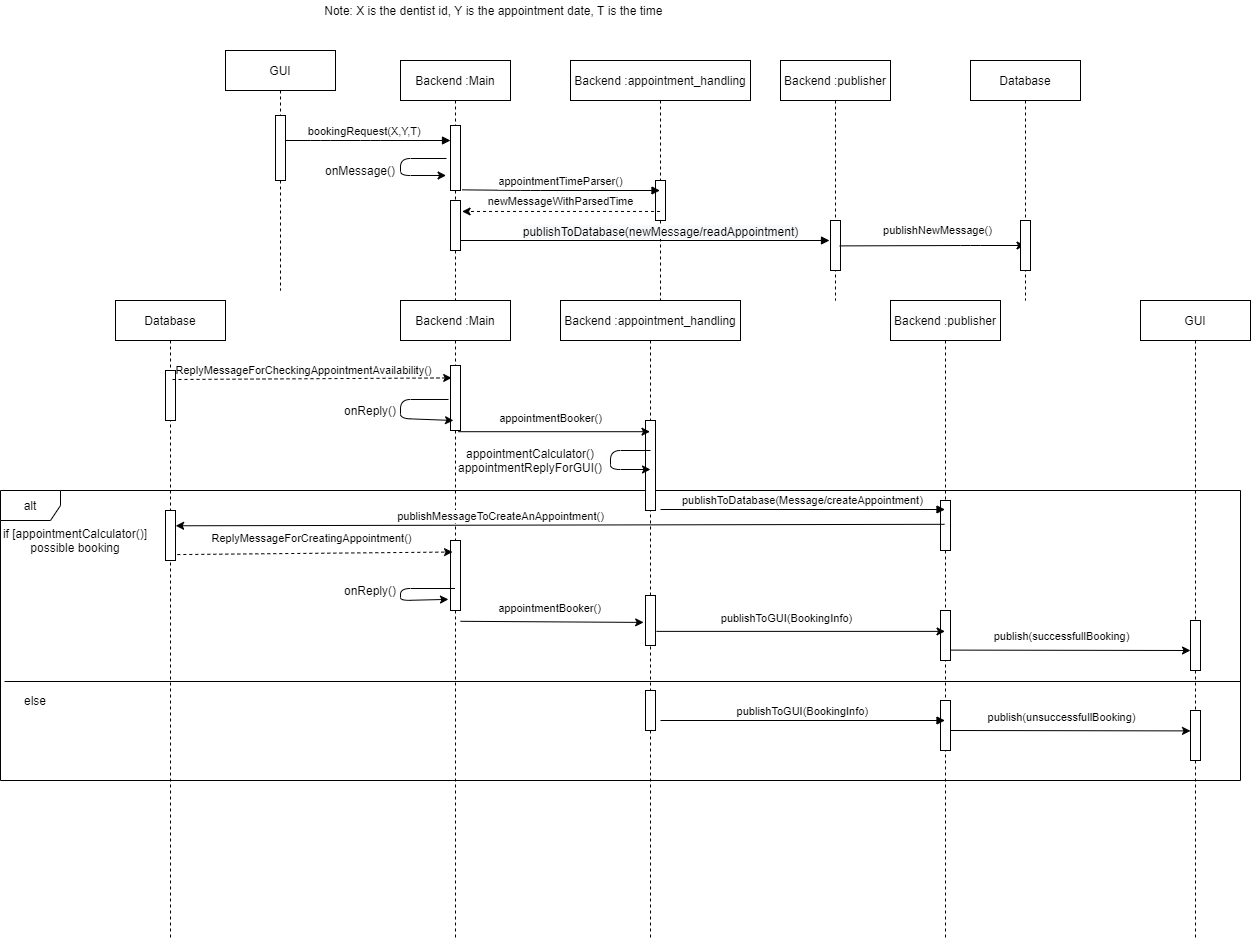 Note: X is the dentist id, Y is the appointment date, T is the time
GUI
Backend :Main
Backend :appointment_handling
Backend :publisher
Database
bookingRequest(X,Y,T)
onMessage()
appointmentTimeParser()
newMessageWithParsedTime
publishToDatabase(newMessage/readAppointment)
publishNewMessage()
Database
Backend :Main
Backend :appointment_handling
Backend :publisher
GUI
ReplyMessageForCheckingAppointmentAvailability()
onReply()
appointmentBooker()
appointmentCalculator()
appointmentReplyForGUI()
alt
if [appointmentCalculator()]
possible booking
publishToDatabase(Message/createAppointment)
publishMessageToCreateAnAppointment()
ReplyMessageForCreatingAppointment()
onReply()
appointmentBooker()
publishToGUI(BookingInfo)
publish(successfullBooking)
else
publishToGUI(BookingInfo)
publish(unsuccessfullBooking)